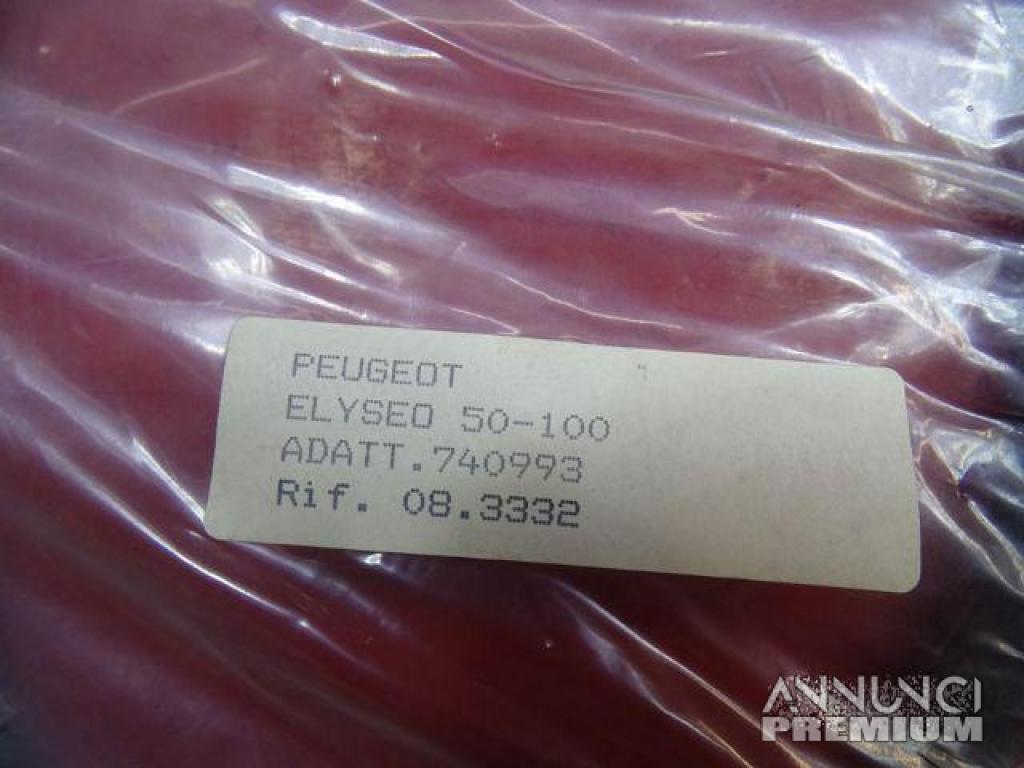 PEUGEOT
ELYSEO 50-100
ADATT.740993
Rif. 08.3332
ANNUNCI
PREMIUM